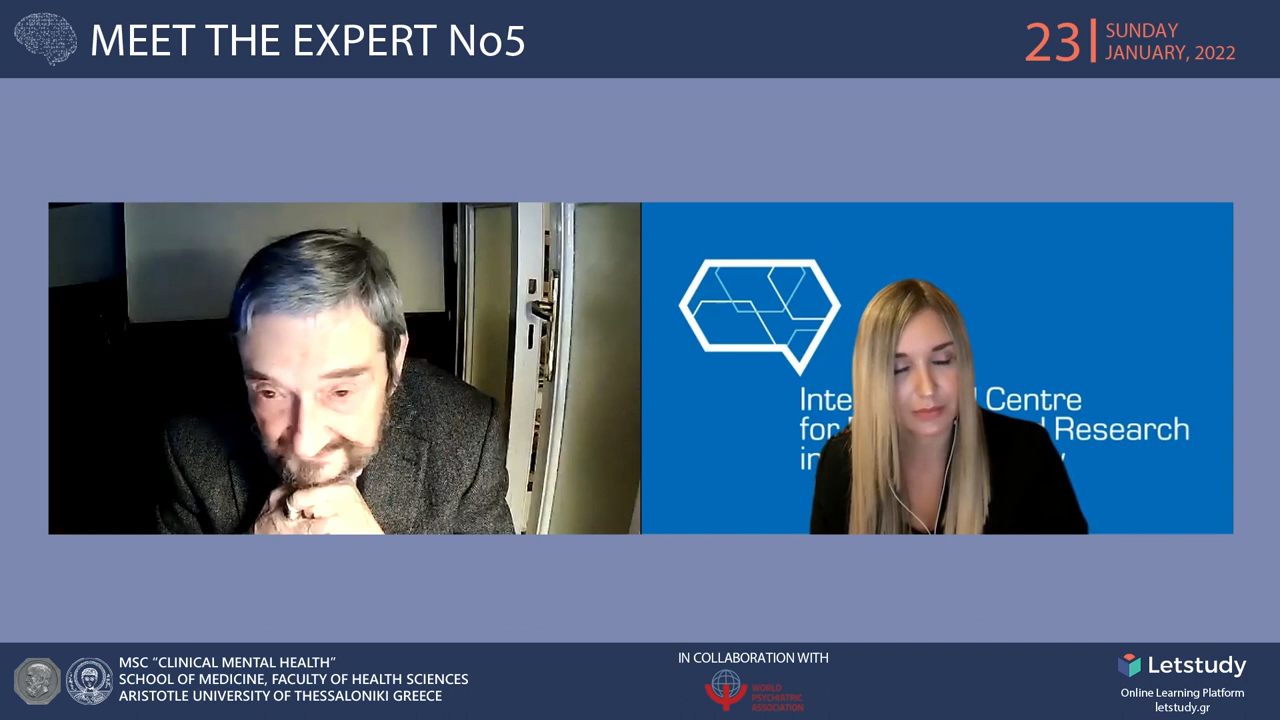 MEET THE EXPERT No5
23
SUNDAY
JANUARY, 2022
Inte Centre
for Research
in
MSC “CLINICAL MENTAL HEALTH”
SCHOOL OF MEDICINE, FACULTY OF HEALTH SCIENCES
ARISTOTLE UNIVERSITY OF THESSALONIKI GREECE
IN COLLABORATION WITH
WORLD
PSYCHIATRIC
ASSOCIATION
Letstudy
Online Learning Platform
letstudy.gr